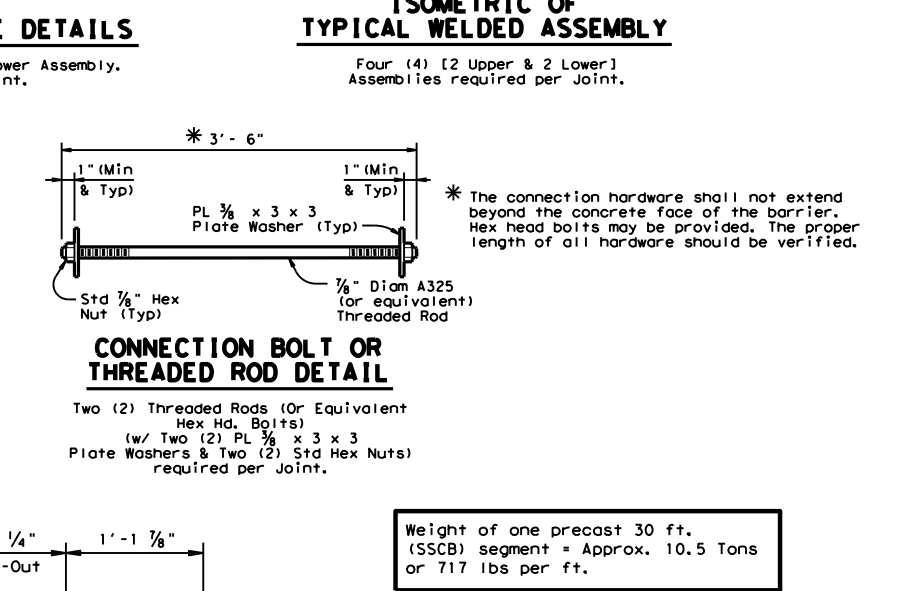 E DETAILS
ower Assembly.
nt.
ISOMETRIC OF
TYPICAL WELDED ASSEMBLY
Four (4) [2 Upper & 2 Lower]
Assemblies required per Joint.
* 3'- 6"
1" (Min
& Typ)
1" (Min
& Typ)
PL ⅜ x 3 x 3
Plate Washer (Typ)
Std ⅞" Hex
Nut (Typ)
⅞" Diam A325
(or equivalent)
Threaded Rod
* The connection hardware shall not extend
beyond the concrete face of the barrier.
Hex head bolts may be provided. The proper
length of all hardware should be verified.
CONNECTION BOLT OR
THREADED ROD DETAIL
Two (2) Threaded Rods (Or Equivalent
Hex Hd. Bolts)
(w/ Two (2) PL ⅜ x 3 x 3
Plate Washers & Two (2) Std Hex Nuts)
required per Joint.
¼"
-Out
1'-1 ⅞"
Weight of one precast 30 ft.
(SSCB) segment = Approx. 10.5 Tons
or 717 lbs per ft.